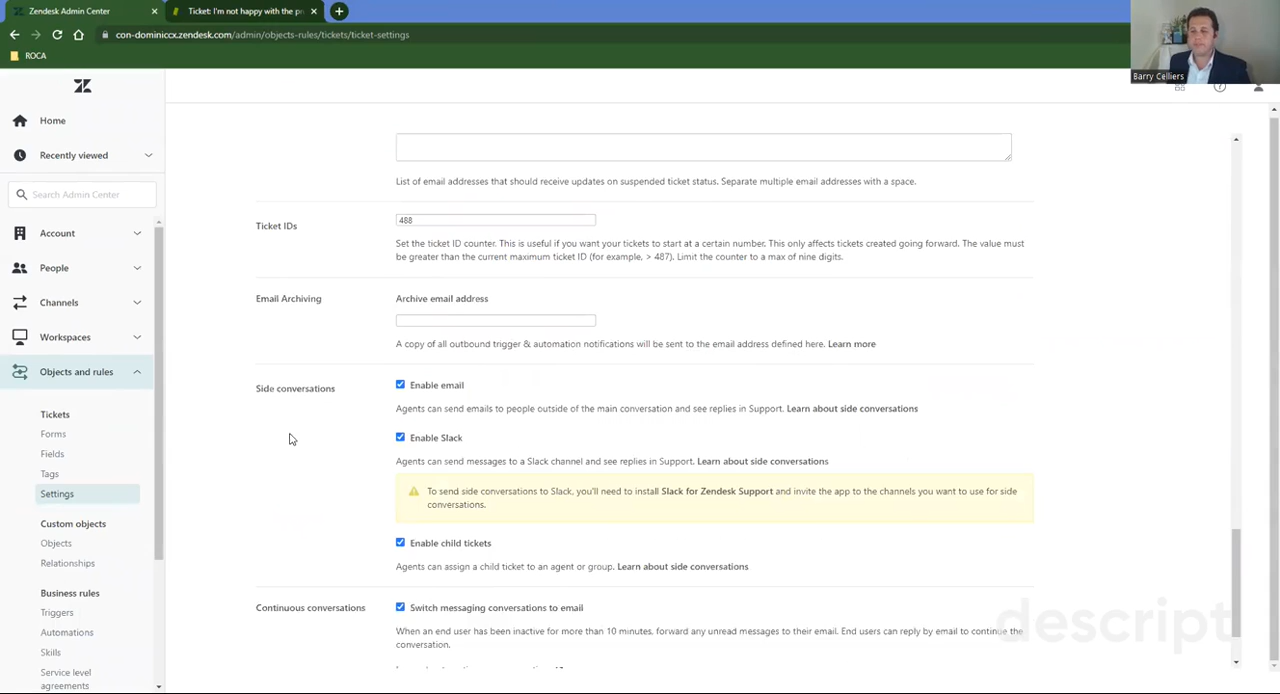 Zendesk Admin Center
Ticket: I'm not happy with the pr
con-dominiccx.zendesk.com/admin/objects-rules/tickets/ticket-settings
ROCA
Barry Celliers
Home
Recently viewed
Search Admin Center
Account
People
Channels
Workspaces
Objects and rules
Tickets
Forms
Fields
Tags
Settings
Custom objects
Objects
Relationships
Business rules
Triggers
Automations
Skills
Service level
agreements
List of email addresses that should receive updates on suspended ticket status. Separate multiple email addresses with a space.
Ticket IDs
488
Set the ticket ID counter. This is useful if you want your tickets to start at a certain number. This only affects tickets created going forward. The value must
be greater than the current maximum ticket ID (for example, > 487). Limit the counter to a max of nine digits.
Email Archiving
Archive email address
A copy of all outbound trigger & automation notifications will be sent to the email address defined here. Learn more
Side conversations
Enable email
Agents can send emails to people outside of the main conversation and see replies in Support. Learn about side conversations
Enable Slack
Agents can send messages to a Slack channel and see replies in Support. Learn about side conversations
To send side conversations to Slack, you'll need to install Slack for Zendesk Support and invite the app to the channels you want to use for side
conversations.
Enable child tickets
Agents can assign a child ticket to an agent or group. Learn about side conversations
Continuous conversations
Switch messaging conversations to email
When an end user has been inactive for more than 10 minutes, forward any unread messages to their email. End users can reply by email to continue the
conversation.
descript